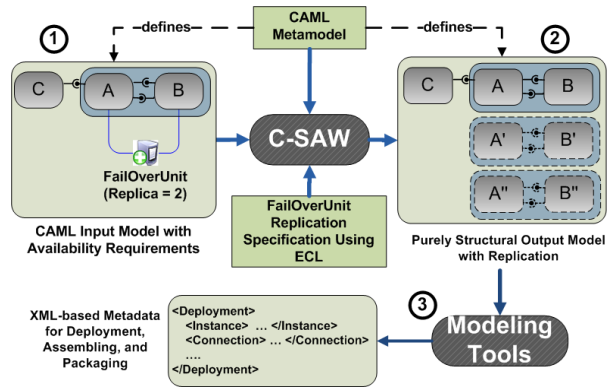 CAML
Metamodel
defines
defines
1
2
C
A
B
FailOverUnit
(Replica = 2)
CAML Input Model with
Availability Requirements
C-SAW
FailOverUnit
Replication
Specification Using
ECL
C
A
B
A'
B'
A"
B"
Purely Structural Output Model
with Replication
3
Modeling
Tools
XML-based Metadata
for Deployment,
Assembling, and
Packaging
<Deployment>
<Instance> ... </Instance>
<Connection> ... </Connection>
....
</Deployment>